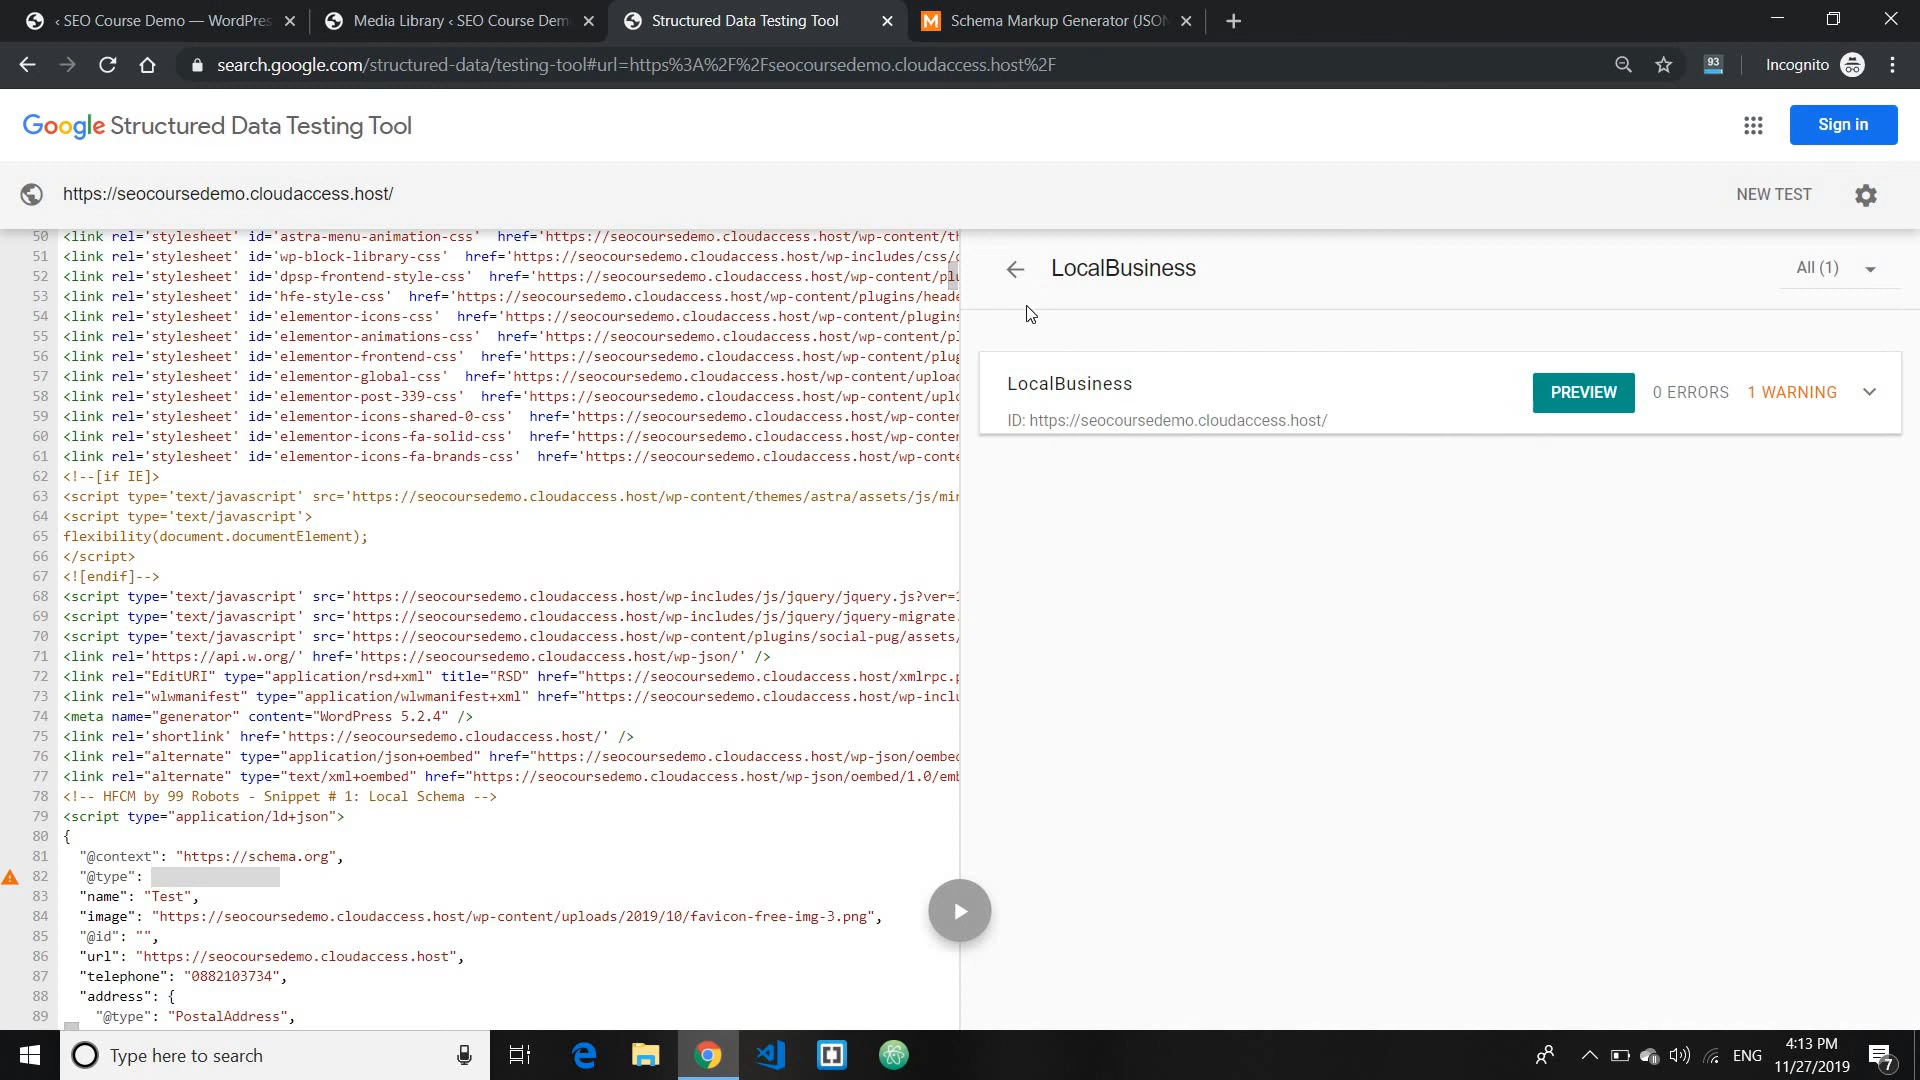 ‹ SEO Course Demo — WordPres
Media Library ‹ SEO Course Dem
Structured Data Testing Tool
Schema Markup Generator (JSON
search.google.com/structured-data/testing-tool#url=https%3A%2F%2Fseocoursedemo.cloudaccess.host%2F
93
Incognito
Google Structured Data Testing Tool
Sign in
https://seocoursedemo.cloudaccess.host/
NEW TEST
50 <link rel='stylesheet' id='astra-menu-animation-css' href='https://seocoursedemo.cloudaccess.host/wp-content/th
51 <link rel='stylesheet' id='wp-block-library-css' href='https://seocoursedemo.cloudaccess.host/wp-includes/css/d
52 <link rel='stylesheet' id='dpsp-frontend-style-css' href='https://seocoursedemo.cloudaccess.host/wp-content/plu
53 <link rel='stylesheet' id='hfe-style-css' href='https://seocoursedemo.cloudaccess.host/wp-content/plugins/heade
54 <link rel='stylesheet' id='elementor-icons-css' href='https://seocoursedemo.cloudaccess.host/wp-content/plugins
55 <link rel='stylesheet' id='elementor-animations-css' href='https://seocoursedemo.cloudaccess.host/wp-content/pl
56 <link rel='stylesheet' id='elementor-frontend-css' href='https://seocoursedemo.cloudaccess.host/wp-content/plug
57 <link rel='stylesheet' id='elementor-global-css' href='https://seocoursedemo.cloudaccess.host/wp-content/upload
58 <link rel='stylesheet' id='elementor-post-339-css' href='https://seocoursedemo.cloudaccess.host/wp-content/uplo
59 <link rel='stylesheet' id='elementor-icons-shared-0-css' href='https://seocoursedemo.cloudaccess.host/wp-conten
60 <link rel='stylesheet' id='elementor-icons-fa-solid-css' href='https://seocoursedemo.cloudaccess.host/wp-conten
61 <link rel='stylesheet' id='elementor-icons-fa-brands-css' href='https://seocoursedemo.cloudaccess.host/wp-conte
62 <!--[if IE]>
63 <script type='text/javascript' src='https://seocoursedemo.cloudaccess.host/wp-content/themes/astra/assets/js/min
64 <script type='text/javascript'>
65 flexibility(document.documentElement);
66 </script>
67 <![endif]-->
68 <script type='text/javascript' src='https://seocoursedemo.cloudaccess.host/wp-includes/js/jquery/jquery.js?ver=1
69 <script type='text/javascript' src='https://seocoursedemo.cloudaccess.host/wp-includes/js/jquery/jquery-migrate.
70 <script type='text/javascript' src='https://seocoursedemo.cloudaccess.host/wp-content/plugins/social-pug/assets/
71 <link rel='https://api.w.org/' href='https://seocoursedemo.cloudaccess.host/wp-json/' />
72 <link rel="EditURI" type="application/rsd+xml" title="RSD" href="https://seocoursedemo.cloudaccess.host/xmlrpc.p
73 <link rel="wlwmanifest" type="application/wlwmanifest+xml" href="https://seocoursedemo.cloudaccess.host/wp-inclu
74 <meta name="generator" content="WordPress 5.2.4" />
75 <link rel='shortlink' href='https://seocoursedemo.cloudaccess.host/' />
76 <link rel="alternate" type="application/json+oembed" href="https://seocoursedemo.cloudaccess.host/wp-json/oembed
77 <link rel="alternate" type="text/xml+oembed" href="https://seocoursedemo.cloudaccess.host/wp-json/oembed/1.0/emb
78 <!-- HFCM by 99 Robots - Snippet # 1: Local Schema -->
79 <script type="application/ld+json">
80 {
81 "@context": "https://schema.org",
82 "@type":
83 "name": "Test",
84 "image": "https://seocoursedemo.cloudaccess.host/wp-content/uploads/2019/10/favicon-free-img-3.png",
85 "@id": "",
86 "url": "https://seocoursedemo.cloudaccess.host",
87 "telephone": "0882103734",
88 "address": {
89 "@type": "PostalAddress",
LocalBusiness
All (1)
LocalBusiness
ID: https://seocoursedemo.cloudaccess.host/
PREVIEW
0 ERRORS
1 WARNING
Type here to search
ENG
4:13 PM
11/27/2019
7